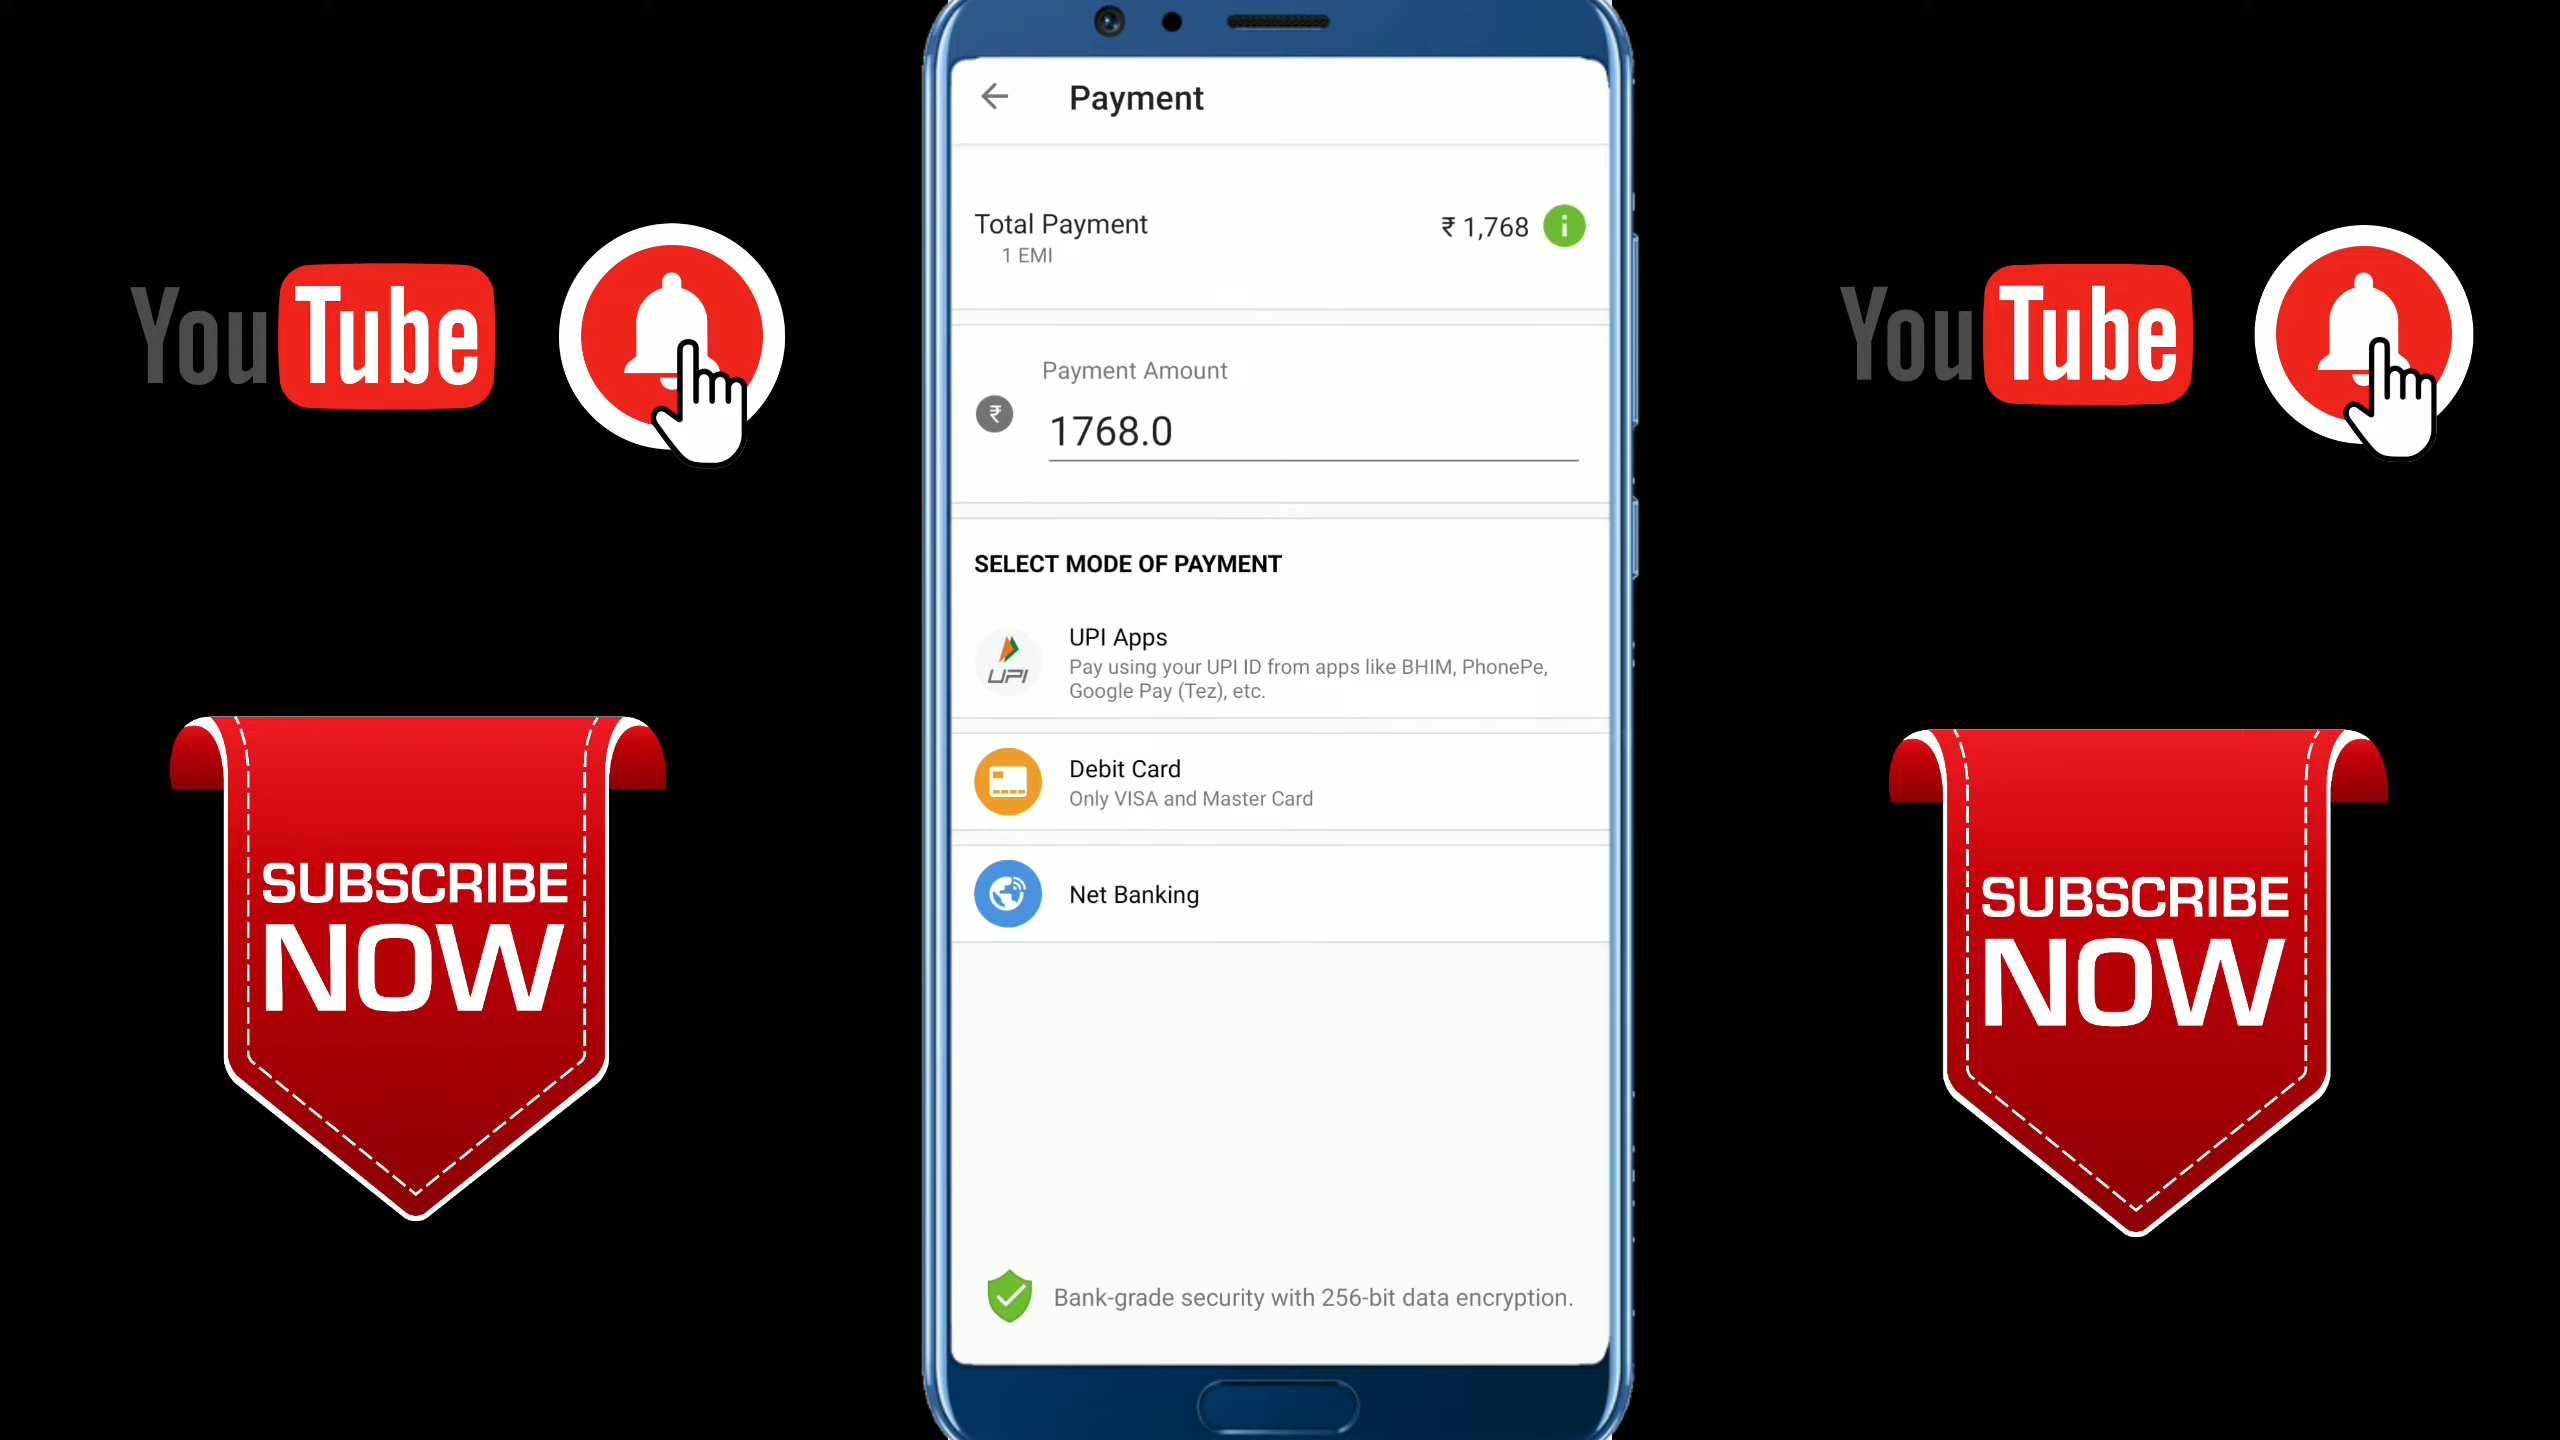 YouTube
SUBSCRIBE
NOW
Payment
Total Payment
₹ 1,768
1 EMI
Payment Amount
1768.0
SELECT MODE OF PAYMENT
UPI
UPI Apps
Pay using your UPI ID from apps like BHIM, PhonePe,
Google Pay (Tez), etc.
Debit Card
Only VISA and Master Card
Net Banking
Bank-grade security with 256-bit data encryption.
YouTube
SUBSCRIBE
NOW